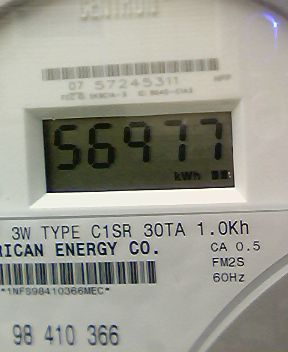 CENTRON
07 57245311
56977
kWh
3W TYPE C1SR 30TA 1.0Kh
RICAN ENERGY CO.
CA 0.5
FM2S
60Hz
*1NFS98410366MEC*
98 410 366